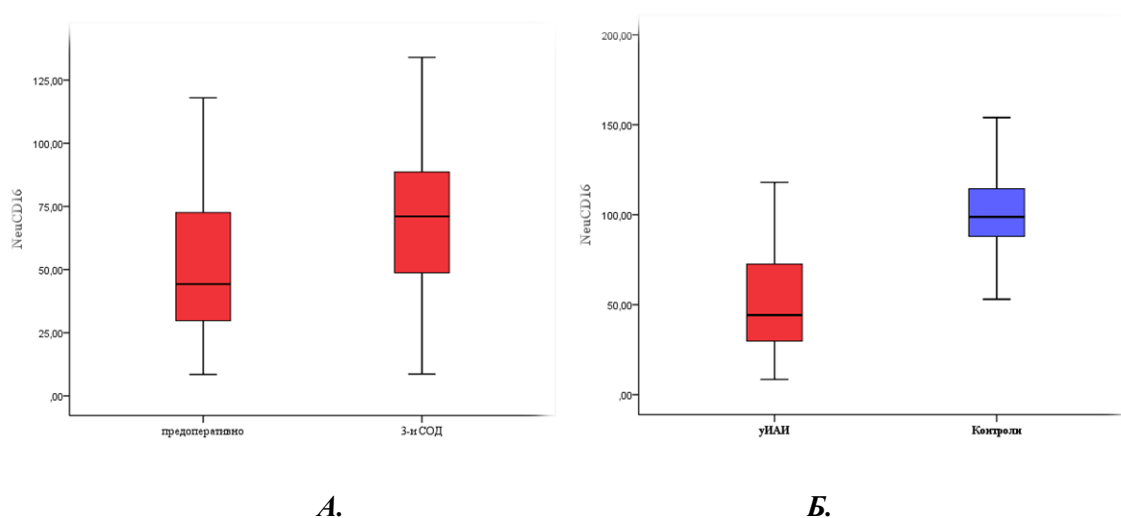 125,00
100,00
75,00
50,00
25,00
,00
NeuCD16
предоперативно
3-и СОД
А.
200,00
150,00
100,00
50,00
,00
NeuCD16
уИАИ
Контроли
Б.